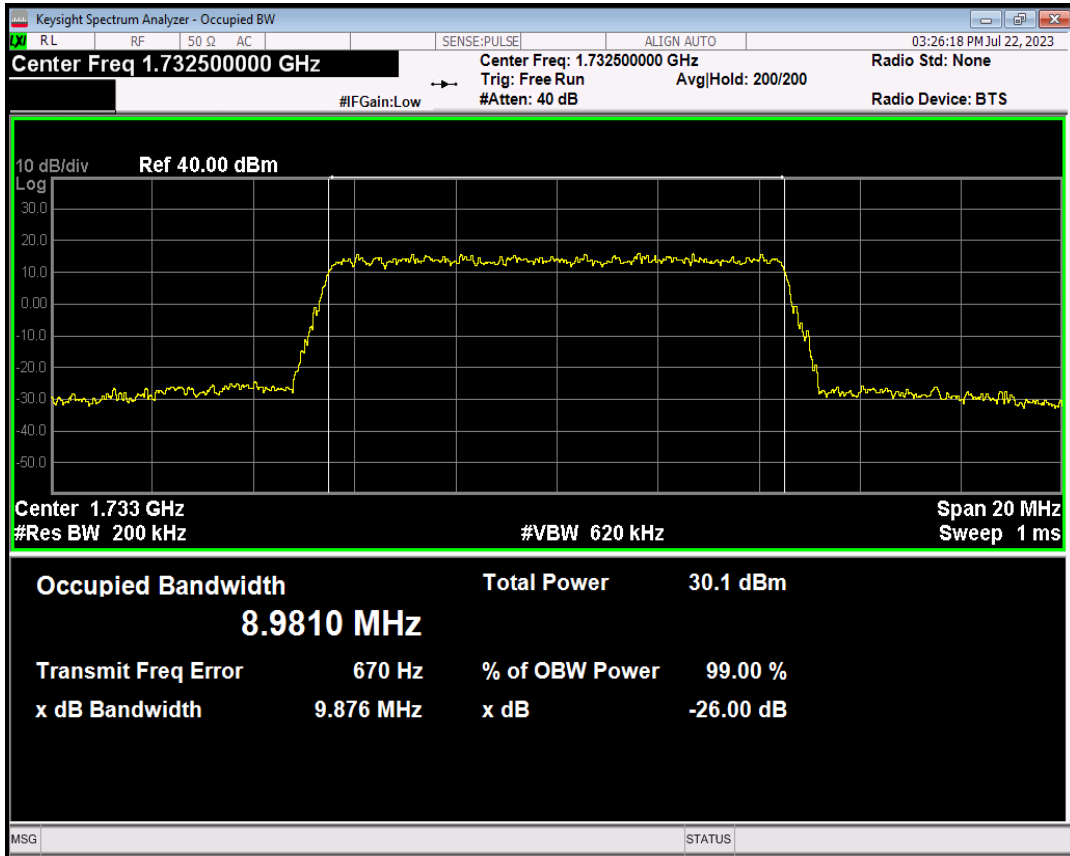 Keysight Spectrum Analyzer - Occupied BW
LXI RL RF 50 Ω AC SENSE:PULSE ALIGN AUTO 03:26:18 PM Jul 22, 2023
Center Freq 1.732500000 GHz
Center Freq: 1.732500000 GHz
Radio Std: None
Trig: Free Run Avg|Hold: 200/200
#IFGain:Low #Atten: 40 dB Radio Device: BTS
10 dB/div Ref 40.00 dBm
Log
30.0
20.0
10.0
0.00
-10.0
-20.0
-30.0
-40.0
-50.0
Center 1.733 GHz Span 20 MHz
#Res BW 200 kHz #VBW 620 kHz Sweep 1 ms
Occupied Bandwidth Total Power 30.1 dBm
8.9810 MHz
Transmit Freq Error 670 Hz % of OBW Power 99.00 %
x dB Bandwidth 9.876 MHz x dB -26.00 dB
MSG STATUS